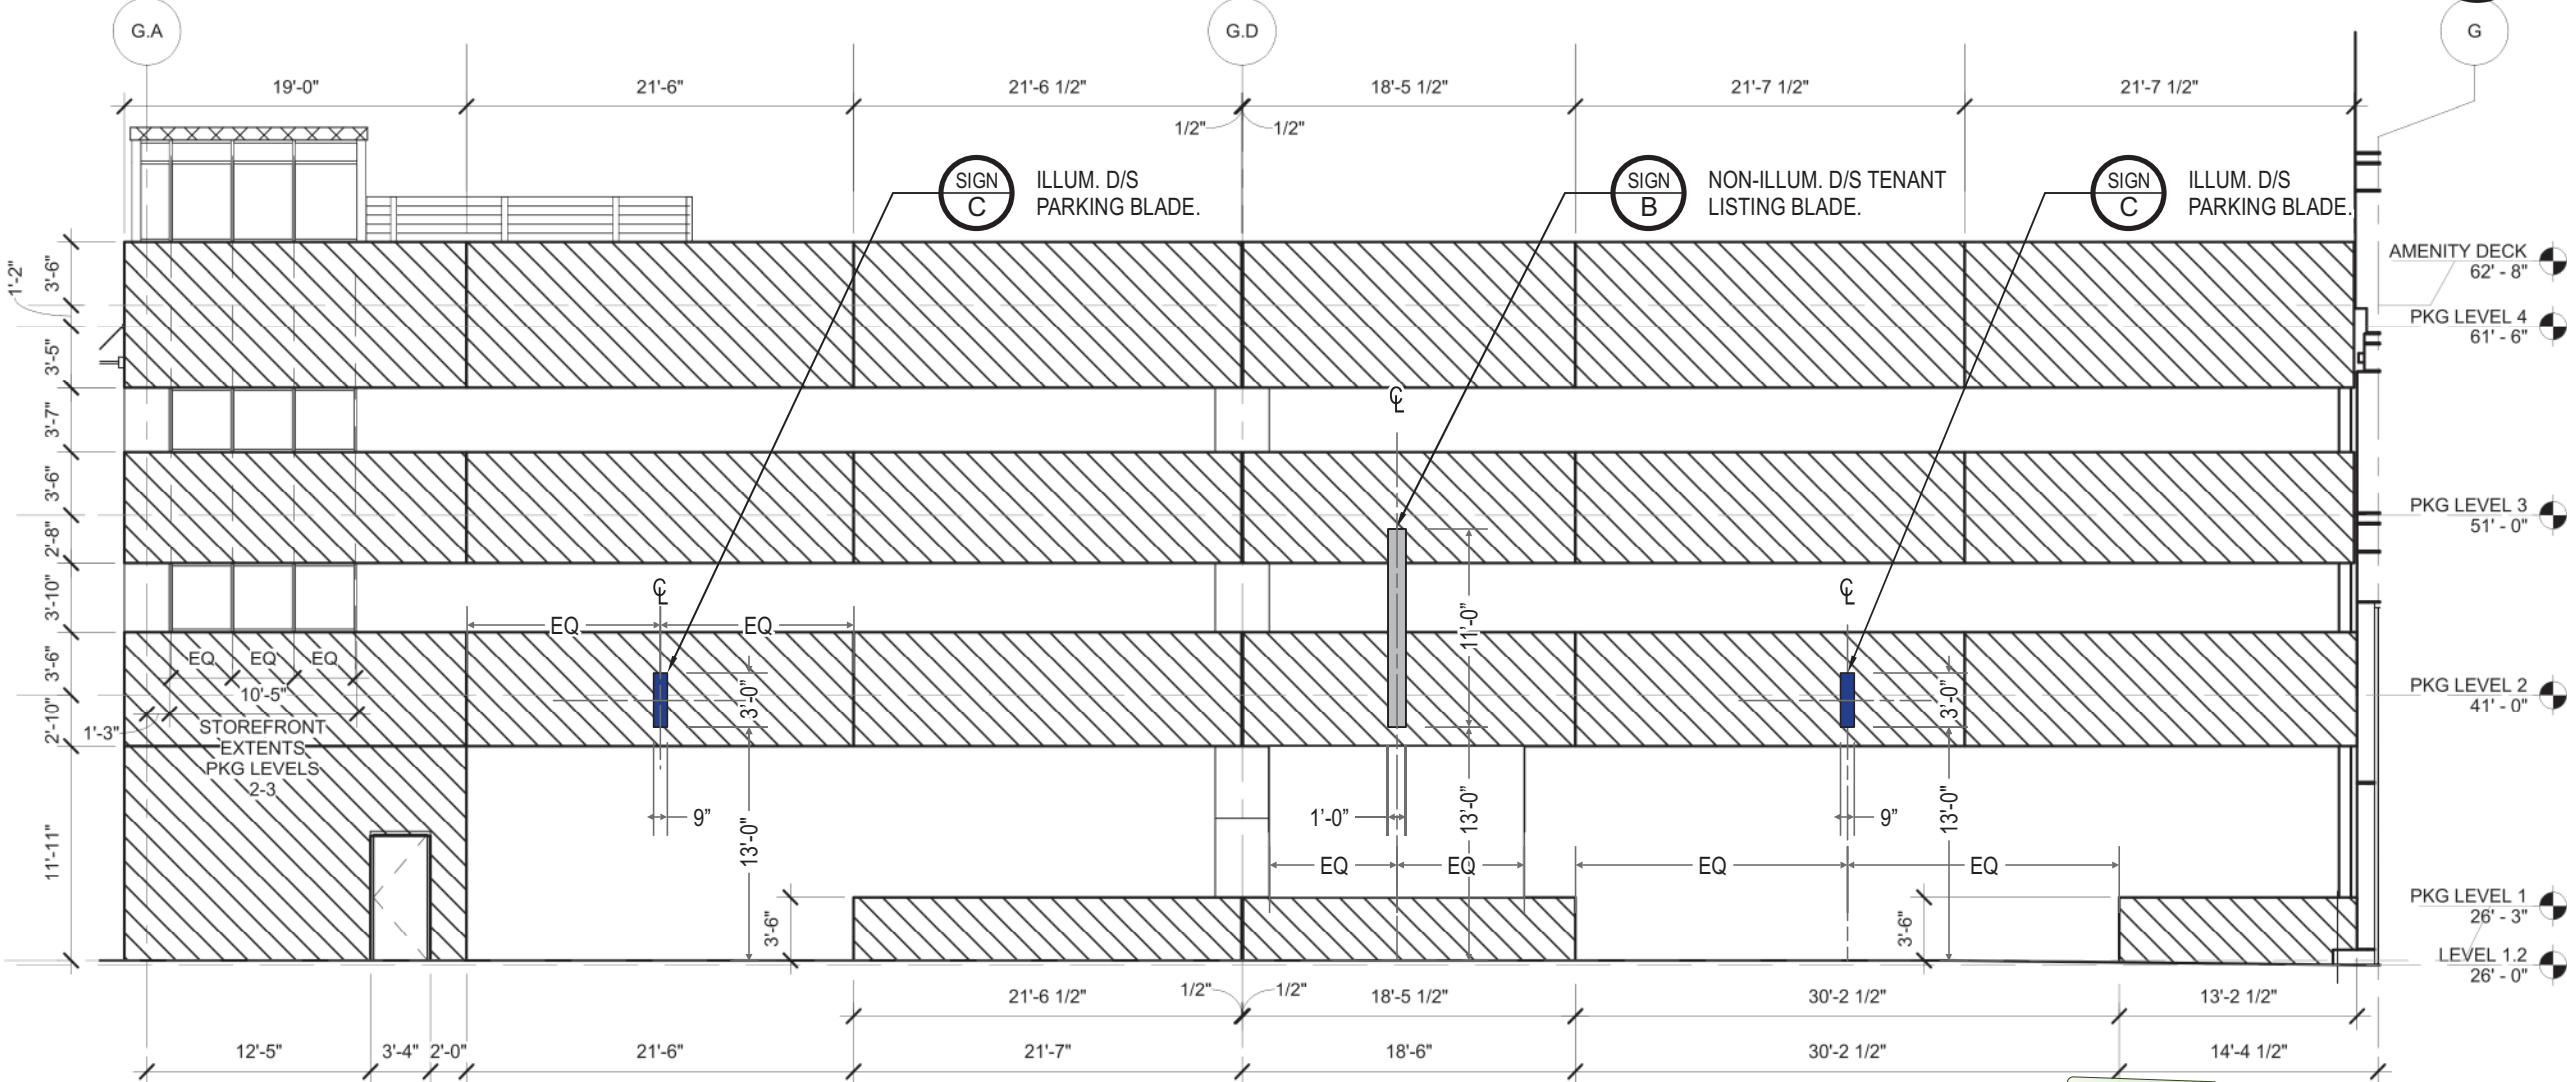 G.A
G.D
G
19'-0"
21'-6"
21'-6 1/2"
18'-5 1/2"
21'-7 1/2"
21'-7 1/2"
1/2"
1/2"
SIGN
C
ILLUM. D/S
PARKING BLADE.
SIGN
B
NON-ILLUM. D/S TENANT
LISTING BLADE.
SIGN
C
ILLUM. D/S
PARKING BLADE.
AMENITY DECK
62' - 8"
PKG LEVEL 4
61' - 6"
PKG LEVEL 3
51' - 0"
PKG LEVEL 2
41' - 0"
PKG LEVEL 1
26' - 3"
LEVEL 1.2
26' - 0"
1'-2"
3'-6"
3'-5"
3'-7"
3'-6"
2'-8"
3'-10"
3'-6"
2'-10"
11'-11"
℄
℄
℄
EQ
EQ
EQ
EQ
EQ
10'-5"
1'-3"
STOREFRONT
EXTENTS
PKG LEVELS
2-3
3'-0"
11'-0"
3'-0"
9"
13'-0"
1'-0"
13'-0"
9"
13'-0"
EQ
EQ
EQ
EQ
3'-6"
3'-6"
21'-6 1/2"
1/2"
1/2"
18'-5 1/2"
30'-2 1/2"
13'-2 1/2"
12'-5"
3'-4"
2'-0"
21'-6"
21'-7"
18'-6"
30'-2 1/2"
14'-4 1/2"